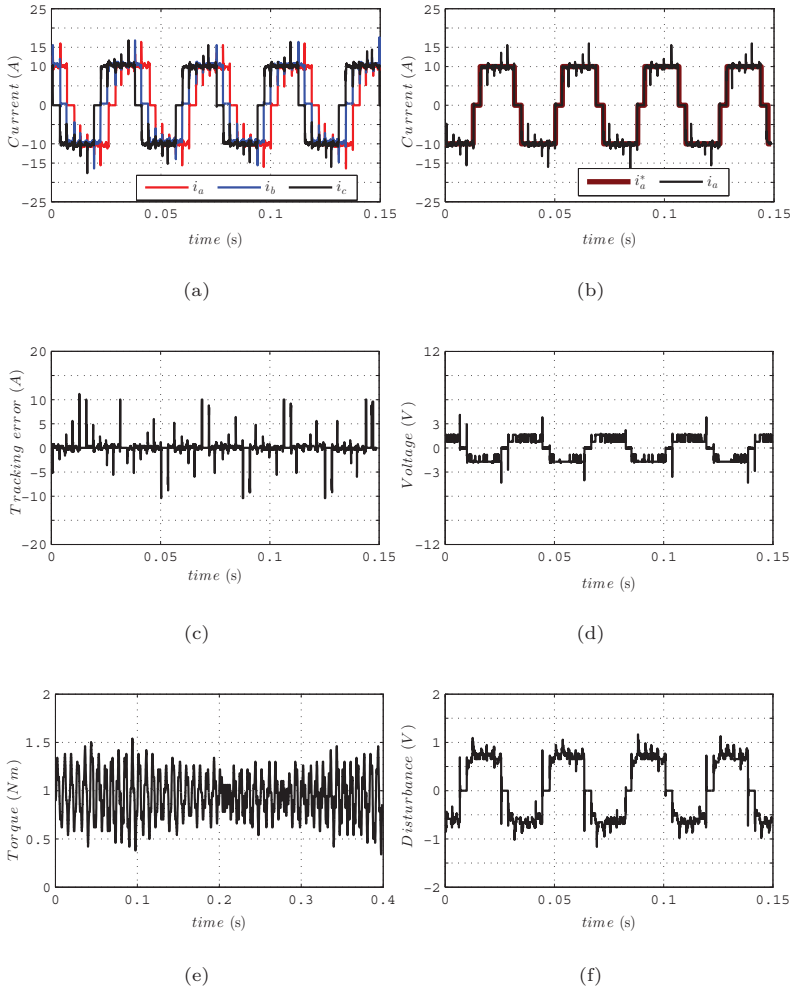 25
15
10
0
-10
-15
-25
Current (A)
i_a i_b i_c
0 0.05 0.1 0.15
time (s)
(a)
25
15
10
0
-10
-15
-25
Current (A)
i_a^* i_a
0 0.05 0.1 0.15
time (s)
(b)
20
10
5
0
-5
-10
-20
Tracking error (A)
0 0.05 0.1 0.15
time (s)
(c)
12
3
0
-3
-12
Voltage (V)
0 0.05 0.1 0.15
time (s)
(d)
2
1.5
1
0.5
0
Torque (Nm)
0 0.1 0.2 0.3 0.4
time (s)
(e)
2
1
0
-1
-2
Disturbance (V)
0 0.05 0.1 0.15
time (s)
(f)